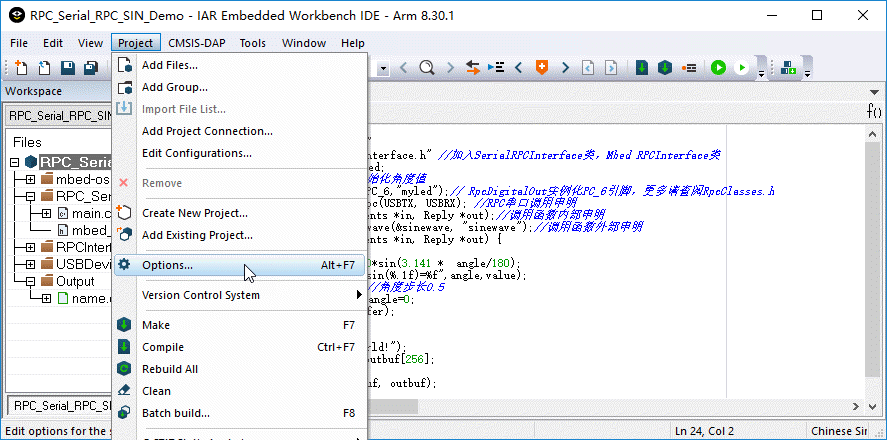 RPC_Serial_RPC_SIN_Demo - IAR Embedded Workbench IDE - Arm 8.30.1
File Edit View Project CMSIS-DAP Tools Window Help
Workspace
RPC_Serial_RPC_SIN
Files
RPC_Seria
mbed-os
RPC_Se
main.c
mbed_
RPCInter
USBDevi
Output
name.
RPC_Serial_RPC_S
Add Files...
Add Group...
Import File List...
Add Project Connection...
Edit Configurations...
Remove
Create New Project...
Add Existing Project...
Options... Alt+F7
Version Control System
Make F7
Compile Ctrl+F7
Rebuild All
Clean
Batch build... F8
f()
"
nterface.h" //加入SerialRPCInterface类，Mbed RPCInterface类
ed;
始化角度值
PC_6,"myled");// RpcDigitalOut实例化PC_6引脚，更多请查阅RpcClasses.h
pc(USBTX, USBRX); //RPC串口调用申明
ents *in, Reply *out);//调用函数内部申明
wave(&sinewave, "sinewave");//调用函数外部申明
ents *in, Reply *out) {
0*sin(3.141 * angle/180);
sin(%.1f)=%f",angle,value);
//角度步长0.5
angle=0;
fer);
rld!");
outbuf[256];
uf, outbuf);
Edit options for the s
Ln 24, Col 2
Chinese Sim